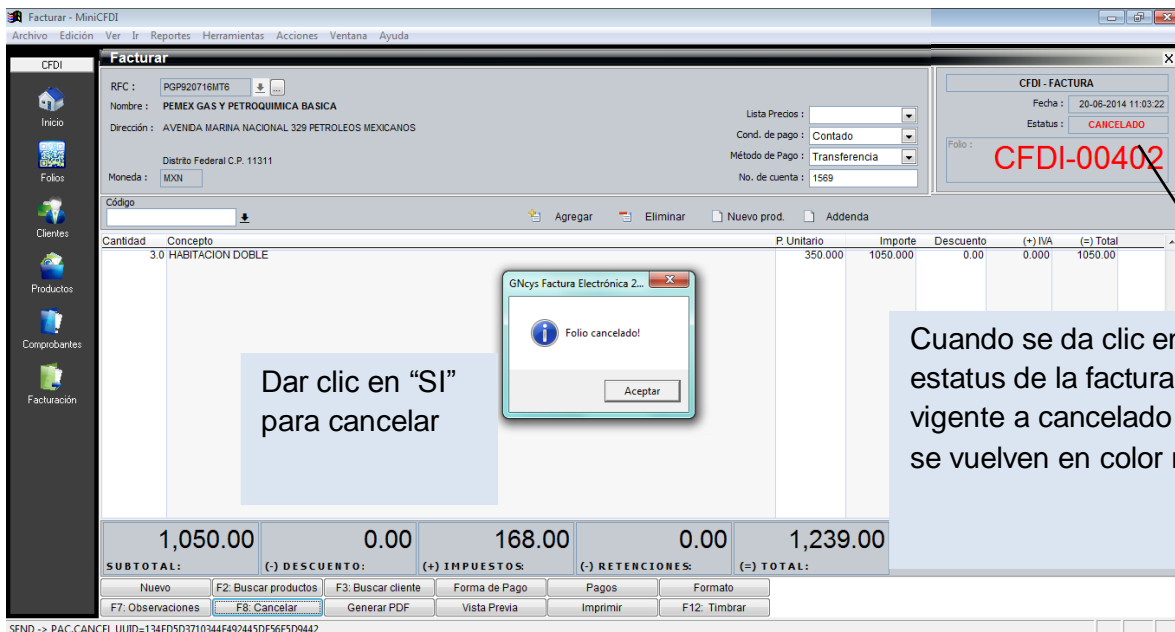 Facturar - MiniCFDI
Archivo Edición Ver Ir Reportes Herramientas Acciones Ventana Ayuda
CFDI
Inicio
Folios
Clientes
Productos
Comprobantes
Facturación
Facturar
X
RFC : PGP920716MT6 ...
Nombre : PEMEX GAS Y PETROQUIMICA BASICA
Dirección : AVENIDA MARINA NACIONAL 329 PETROLEOS MEXICANOS
Distrito Federal C.P. 11311
Moneda : MXN
Lista Precios :
Cond. de pago : Contado
Método de Pago : Transferencia
No. de cuenta : 1569
CFDI - FACTURA
Fecha : 20-06-2014 11:03:22
Estatus : CANCELADO
Folio : CFDI-00402
Código
Agregar Eliminar Nuevo prod. Addenda
Cantidad Concepto P. Unitario Importe Descuento (+) IVA (=) Total
3.0 HABITACION DOBLE 350.000 1050.000 0.00 0.000 1050.00
GNcys Factura Electrónica 2...
Folio cancelado!
Aceptar
Dar clic en “SI”
para cancelar
Cuando se da clic en
estatus de la factura
vigente a cancelado
se vuelven en color
1,050.00 0.00 168.00 0.00 1,239.00
SUBTOTAL: (-) DESCUENTO: (+) IMPUESTOS: (-) RETENCIONES: (=) TOTAL:
Nuevo F2: Buscar productos F3: Buscar cliente Forma de Pago Pagos Formato
F7: Observaciones F8: Cancelar Generar PDF Vista Previa Imprimir F12: Timbrar